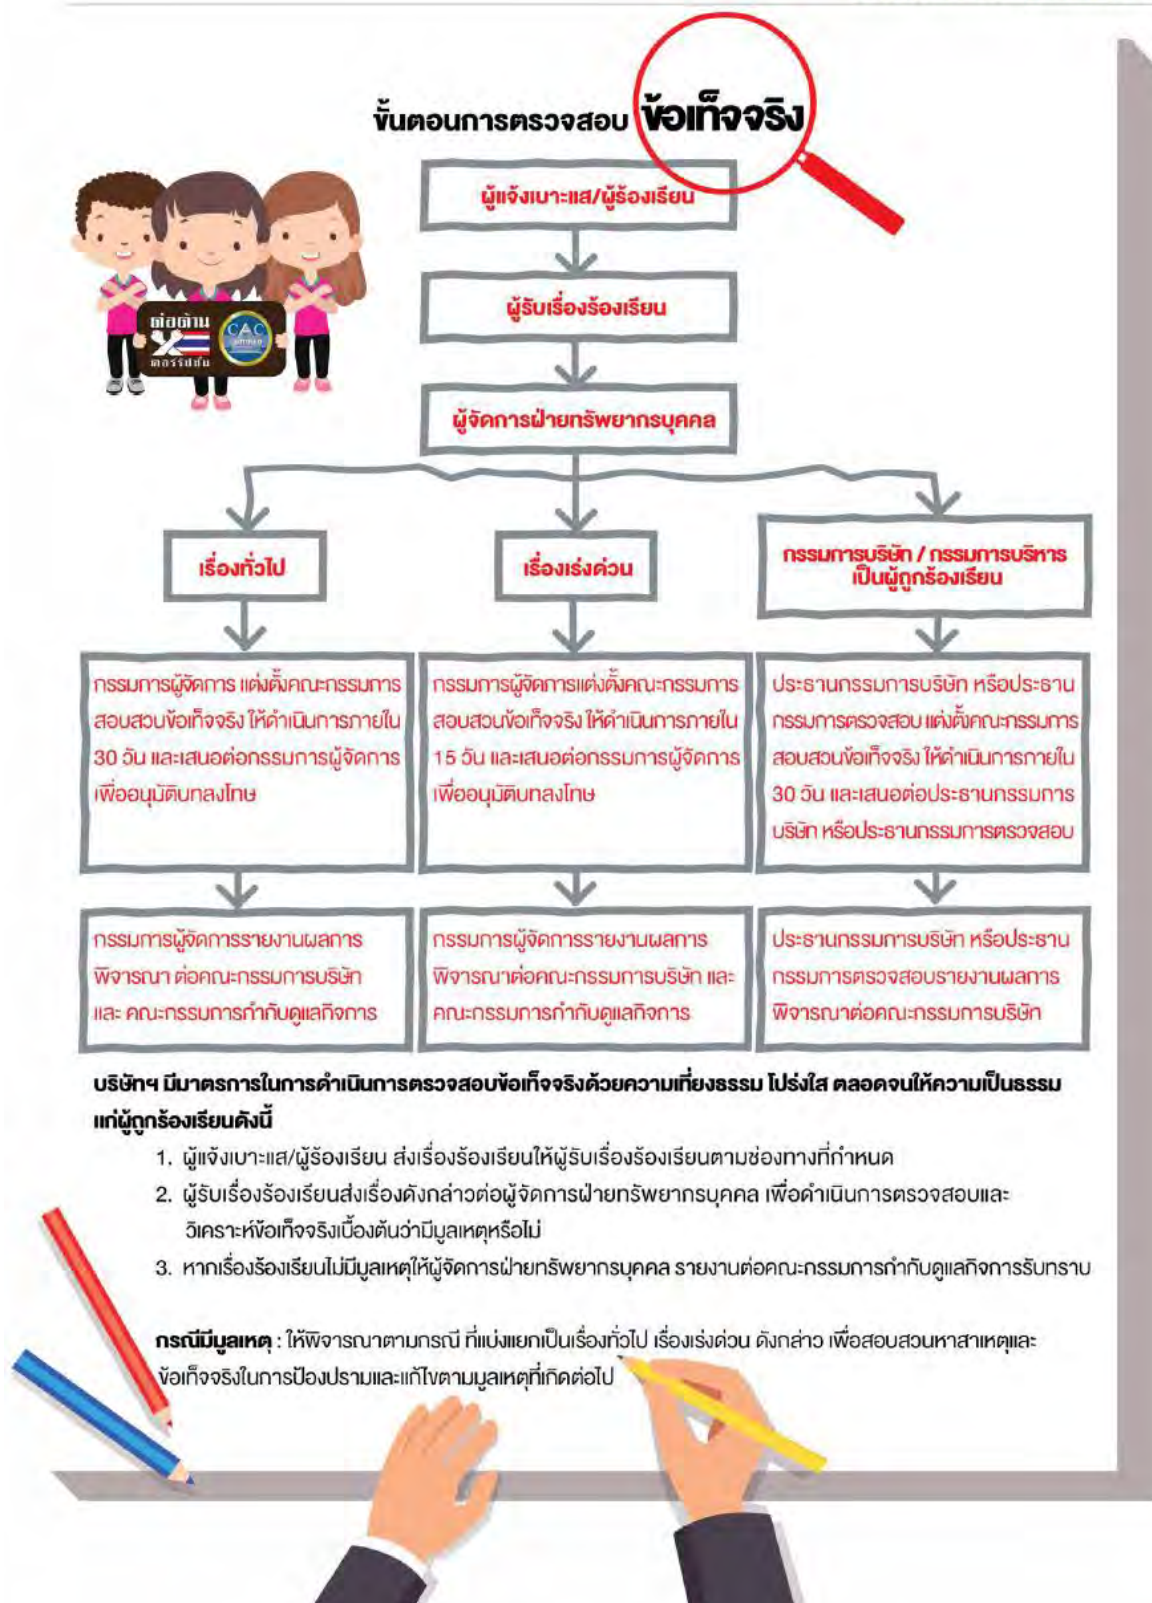 ขั้นตอนการตรวจสอบ ข้อเท็จจริง
ผู้แจ้งเบาะแส/ผู้ร้องเรียน
ต่อต้าน
คอร์รัปชัน
CAC
ผู้รับเรื่องร้องเรียน
ผู้จัดการฝ่ายทรัพยากรบุคคล
เรื่องทั่วไป
เรื่องเร่งด่วน
กรรมการบริษัท / กรรมการบริหาร
เป็นผู้ถูกร้องเรียน
กรรมการผู้จัดการ แต่งตั้งคณะกรรมการ
สอบสวนข้อเท็จจริง ให้ดำเนินการภายใน
30 วัน และเสนอต่อกรรมการผู้จัดการ
เพื่ออนุมัติบทลงโทษ
กรรมการผู้จัดการแต่งตั้งคณะกรรมการ
สอบสวนข้อเท็จจริง ให้ดำเนินการภายใน
15 วัน และเสนอต่อกรรมการผู้จัดการ
เพื่ออนุมัติบทลงโทษ
ประธานกรรมการบริษัท หรือประธาน
กรรมการตรวจสอบ แต่งตั้งคณะกรรมการ
สอบสวนข้อเท็จจริง ให้ดำเนินการภายใน
30 วัน และเสนอต่อประธานกรรมการ
บริษัท หรือประธานกรรมการตรวจสอบ
กรรมการผู้จัดการรายงานผลการ
พิจารณา ต่อคณะกรรมการบริษัท
และ คณะกรรมการกำกับดูแลกิจการ
กรรมการผู้จัดการรายงานผลการ
พิจารณาต่อคณะกรรมการบริษัท และ
คณะกรรมการกำกับดูแลกิจการ
ประธานกรรมการบริษัท หรือประธาน
กรรมการตรวจสอบรายงานผลการ
พิจารณาต่อคณะกรรมการบริษัท
บริษัทฯ มีมาตรการในการดำเนินการตรวจสอบข้อเท็จจริงด้วยความเที่ยงธรรม โปร่งใส ตลอดจนให้ความเป็นธรรม
แก่ผู้ถูกร้องเรียนดังนี้
1. ผู้แจ้งเบาะแส/ผู้ร้องเรียน ส่งเรื่องร้องเรียนให้ผู้รับเรื่องร้องเรียนตามช่องทางที่กำหนด
2. ผู้รับเรื่องร้องเรียนส่งเรื่องดังกล่าวต่อผู้จัดการฝ่ายทรัพยากรบุคคล เพื่อดำเนินการตรวจสอบและ
วิเคราะห์ข้อเท็จจริงเบื้องต้นว่ามีมูลเหตุหรือไม่
3. หากเรื่องร้องเรียนไม่มีมูลเหตุให้ผู้จัดการฝ่ายทรัพยากรบุคคล รายงานต่อคณะกรรมการกำกับดูแลกิจการรับทราบ
กรณีมีมูลเหตุ : ให้พิจารณาตามกรณี ที่แบ่งแยกเป็นเรื่องทั่วไป เรื่องเร่งด่วน ดังกล่าว เพื่อสอบสวนหาสาเหตุและ
ข้อเท็จจริงในการป้องปรามและแก้ไขตามมูลเหตุที่เกิดต่อไป